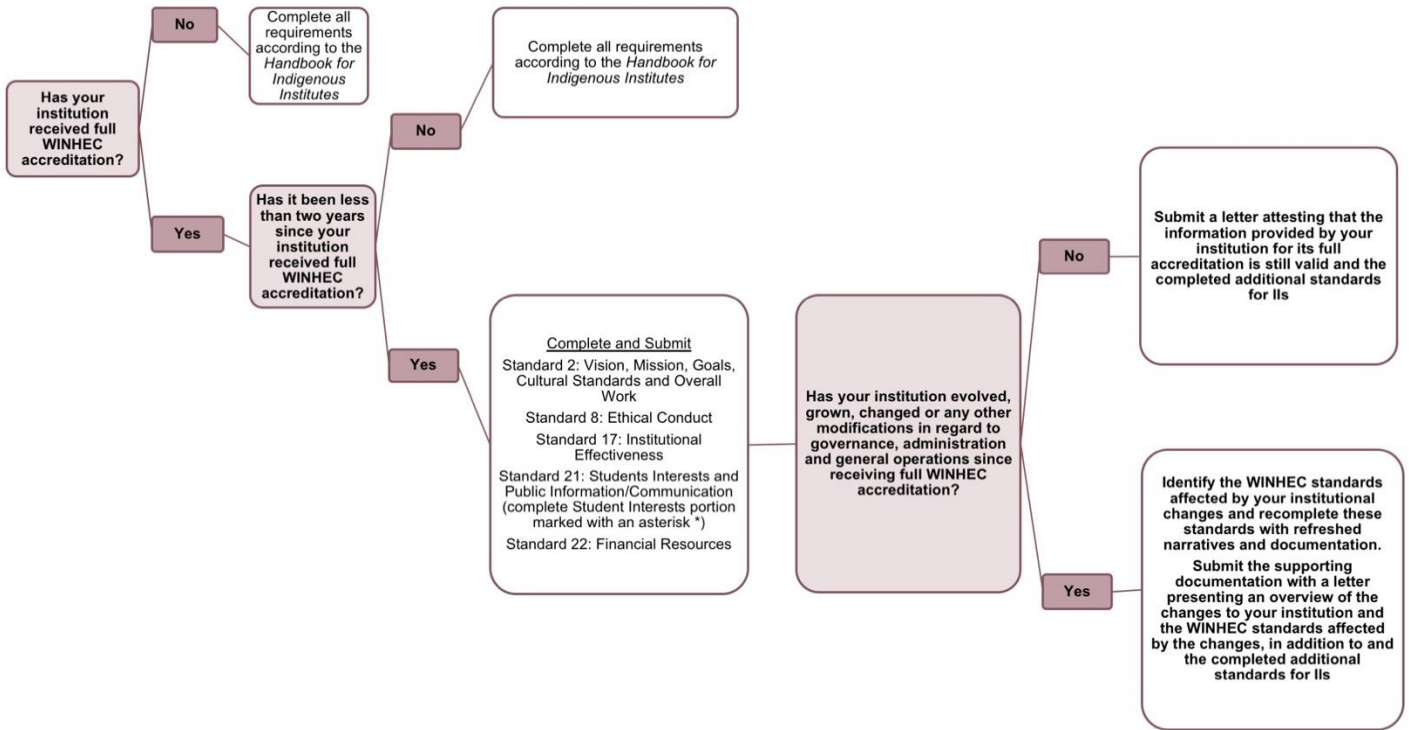 Has your
institution
received full
WINHEC
accreditation?
No
Complete all
requirements
according to the
Handbook for
Indigenous
Institutes
Yes
Has it been less
than two years
since your
institution
received full
WINHEC
accreditation?
No
Complete all requirements
according to the Handbook for
Indigenous Institutes
Yes
Complete and Submit
Standard 2: Vision, Mission, Goals,
Cultural Standards and Overall
Work
Standard 8: Ethical Conduct
Standard 17: Institutional
Effectiveness
Standard 21: Students Interests and
Public Information/Communication
(complete Student Interests portion
marked with an asterisk *)
Standard 22: Financial Resources
Has your institution evolved,
grown, changed or any other
modifications in regard to
governance, administration
and general operations since
receiving full WINHEC
accreditation?
No
Submit a letter attesting that the
information provided by your
institution for its full
accreditation is still valid and the
completed additional standards
for IIs
Yes
Identify the WINHEC standards
affected by your institutional
changes and recomplete these
standards with refreshed
narratives and documentation.
Submit the supporting
documentation with a letter
presenting an overview of the
changes to your institution and
the WINHEC standards affected
by the changes, in addition to and
the completed additional
standards for IIs